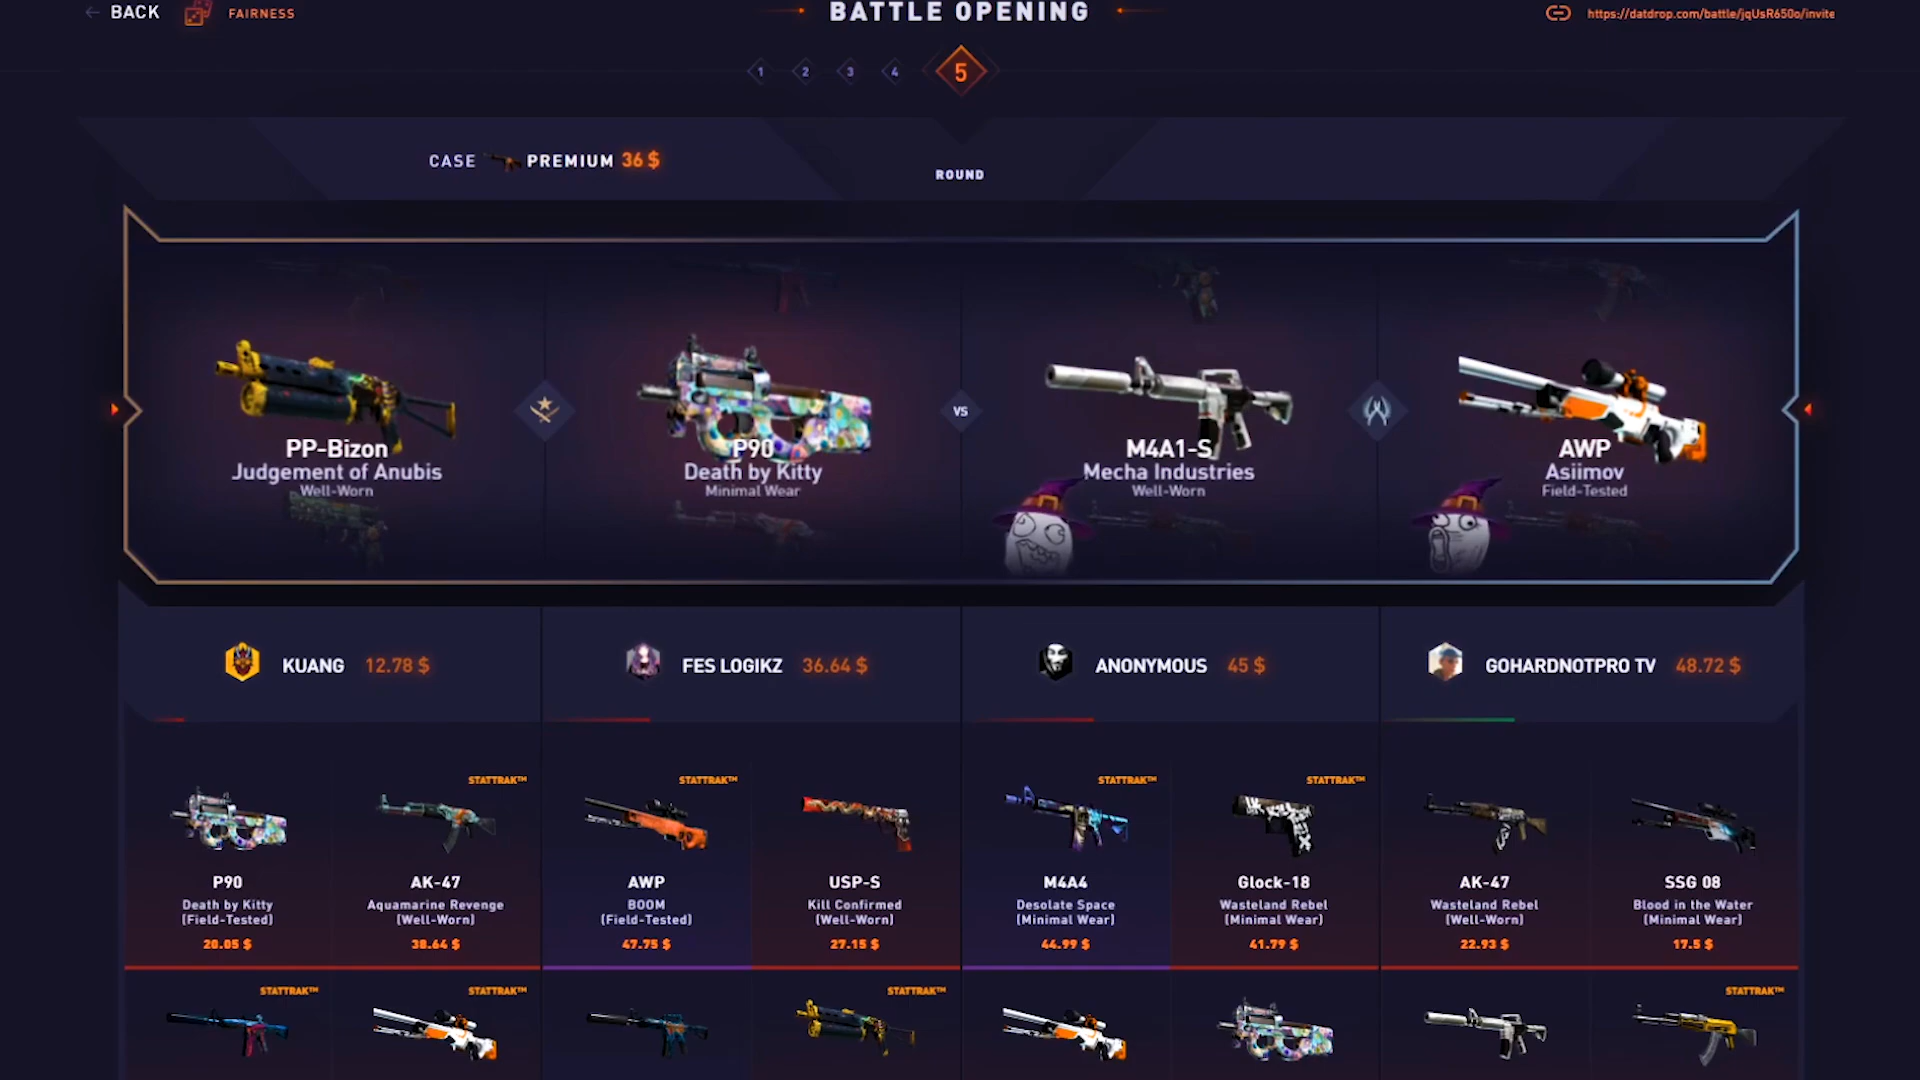 BACK
FAIRNESS
BATTLE OPENING
https://datdrop.com/battle/jqUsR650o/invite
1 2 3 4 5
CASE PREMIUM 36 $
ROUND
PP-Bizon
Judgement of Anubis
Well-Worn
P90
Death by Kitty
Minimal Wear
VS
M4A1-S
Mecha Industries
Well-Worn
AWP
Asiimov
Field-Tested
KUANG 12.78 $
FES LOGIKZ 36.64 $
ANONYMOUS 45 $
GOHARDNOTPRO TV 48.72 $
P90
Death by Kitty
(Field-Tested)
20.05 $
STATTRAK™
AK-47
Aquamarine Revenge
(Well-Worn)
38.64 $
STATTRAK™
AWP
BOOM
(Field-Tested)
47.75 $
USP-S
Kill Confirmed
(Well-Worn)
27.15 $
STATTRAK™
M4A4
Desolate Space
(Minimal Wear)
44.99 $
STATTRAK™
Glock-18
Wasteland Rebel
(Minimal Wear)
41.79 $
AK-47
Wasteland Rebel
(Well-Worn)
22.93 $
SSG 08
Blood in the Water
(Minimal Wear)
17.5 $
STATTRAK™
STATTRAK™
STATTRAK™
STATTRAK™